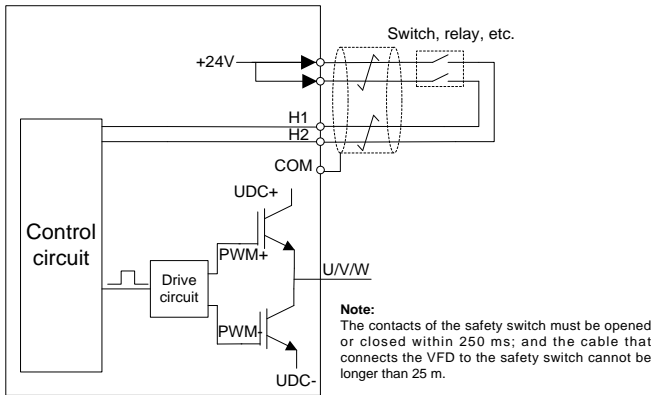 Switch, relay, etc.
+24V
H1
H2
COM
UDC+
Control
circuit
PWM+
U/V/W
Drive
circuit
PWM-
UDC-
Note:
The contacts of the safety switch must be opened
or closed within 250 ms; and the cable that
connects the VFD to the safety switch cannot be
longer than 25 m.